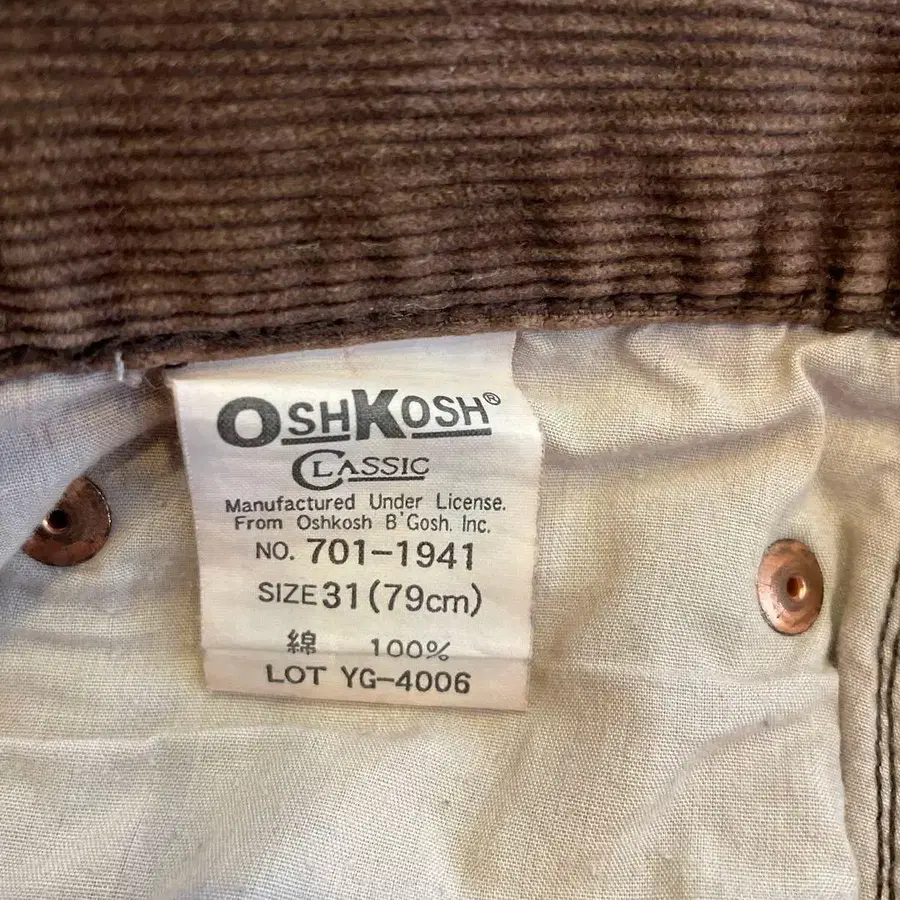 OSHKOSH®
CLASSIC
Manufactured Under License.
From Oshkosh B'Gosh. Inc.
NO. 701-1941
SIZE 31 (79cm)
綿 100%
LOT YG-4006